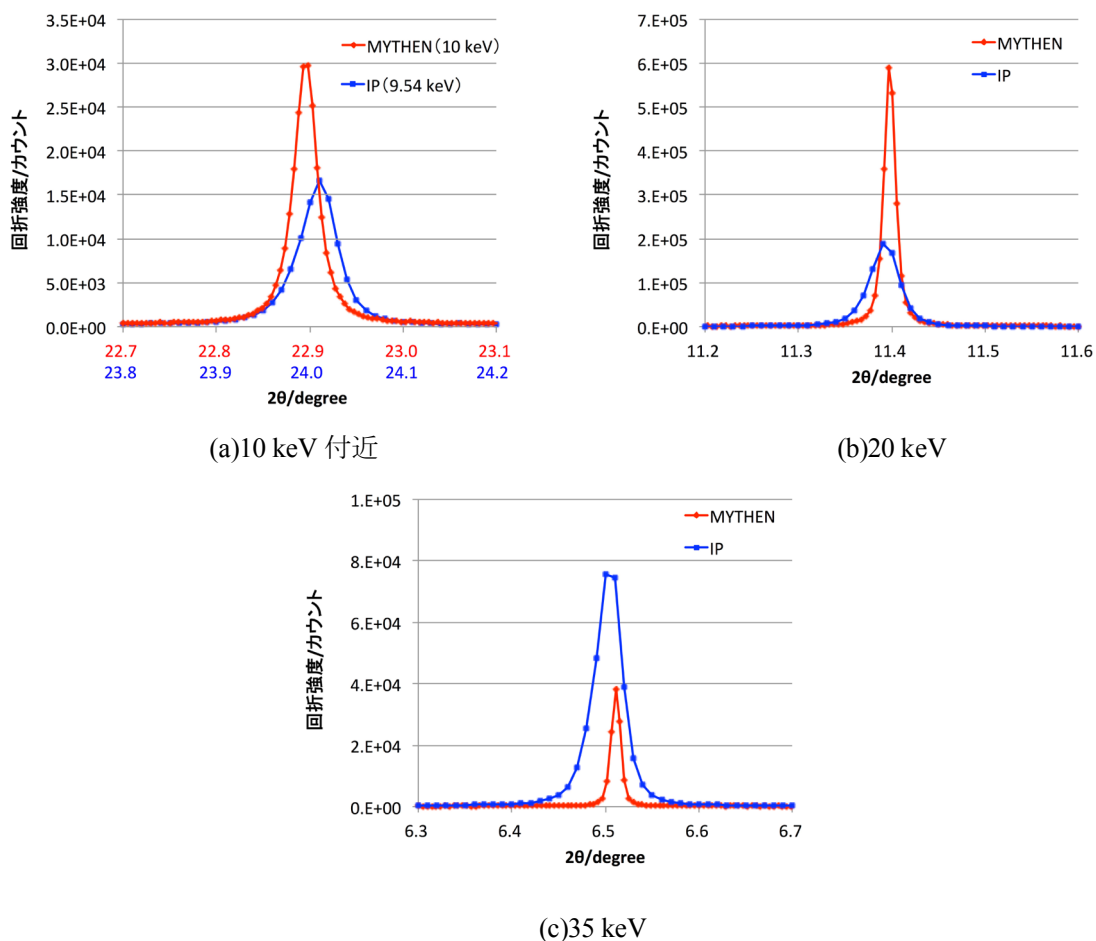 3.5E+04
3.0E+04
2.5E+04
2.0E+04
1.5E+04
1.0E+04
5.0E+03
0.0E+00
回折強度/カウント
MYTHEN(10 keV)
IP(9.54 keV)
22.7 22.8 22.9 23.0 23.1
23.8 23.9 24.0 24.1 24.2
2θ/degree
(a)10 keV 付近
7.E+05
6.E+05
5.E+05
4.E+05
3.E+05
2.E+05
1.E+05
0.E+00
回折強度/カウント
MYTHEN
IP
11.2 11.3 11.4 11.5 11.6
2θ/degree
(b)20 keV
1.E+05
8.E+04
6.E+04
4.E+04
2.E+04
0.E+00
回折強度/カウント
MYTHEN
IP
6.3 6.4 6.5 6.6 6.7
2θ/degree
(c)35 keV